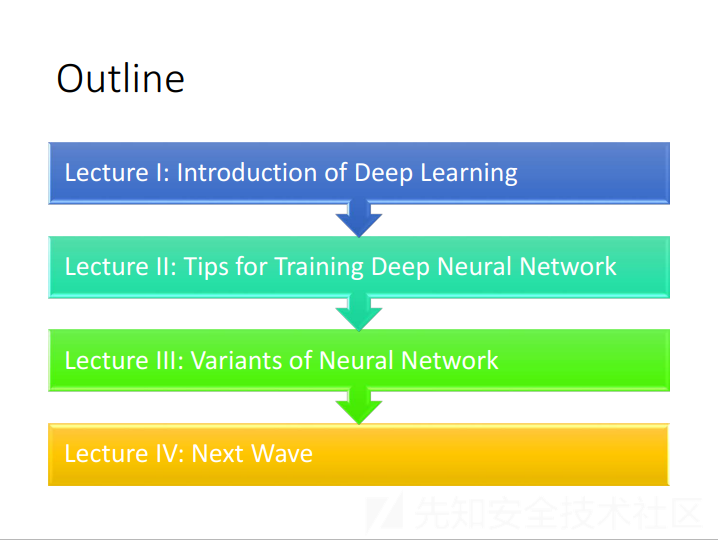 Outline
Lecture I: Introduction of Deep Learning
Lecture II: Tips for Training Deep Neural Network
Lecture III: Variants of Neural Network
Lecture IV: Next Wave
先知安全技术社区